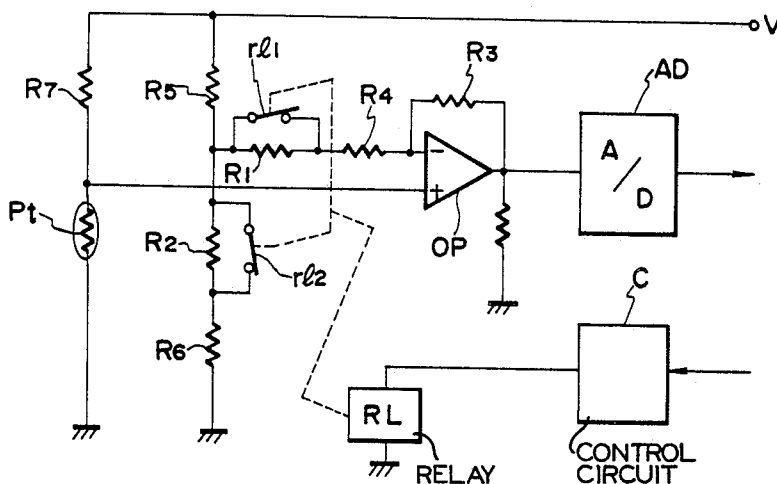 V
rl1
R3
AD
R7
R5
R4
A
R1
−
D
+
Pt
OP
R2
rl2
C
R6
RL
RELAY
CONTROL
CIRCUIT